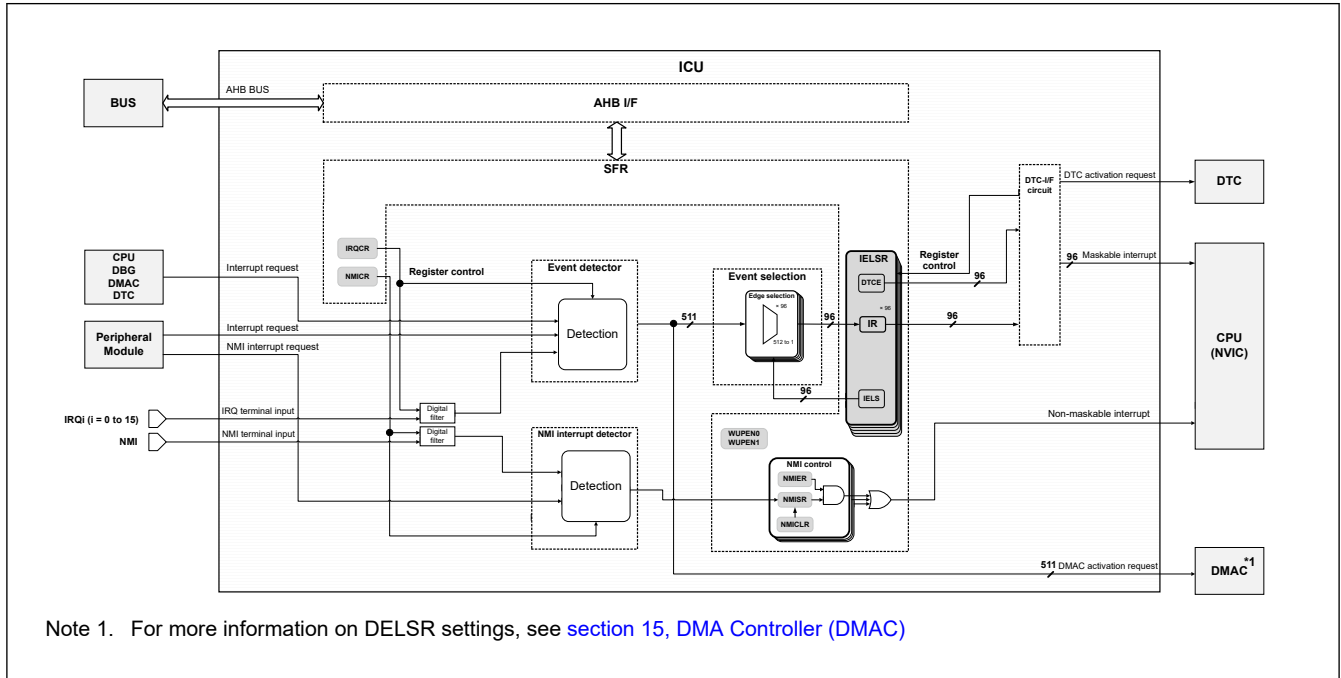 ICU
BUS
AHB BUS
AHB I/F
SFR
DTC-I/F
circuit
DTC activation request
DTC
IRQCR
NMICR
Register control
Event detector
Detection
CPU
DBG
DMAC
DTC
Interrupt request
Peripheral
Module
Interrupt request
NMI interrupt request
511
Event selection
Edge selection
= 96
512 to 1
96
IELSR
DTCE
= 96
IR
IELS
96
Register
control
96
96
96 Maskable interrupt
CPU
(NVIC)
IRQi (i = 0 to 15)
IRQ terminal input
Digital
filter
NMI
NMI terminal input
Digital
filter
NMI interrupt detector
Detection
WUPEN0
WUPEN1
NMI control
NMIER
NMISR
NMICLR
Non-maskable interrupt
511 DMAC activation request
DMAC*1
Note 1. For more information on DELSR settings, see section 15, DMA Controller (DMAC)